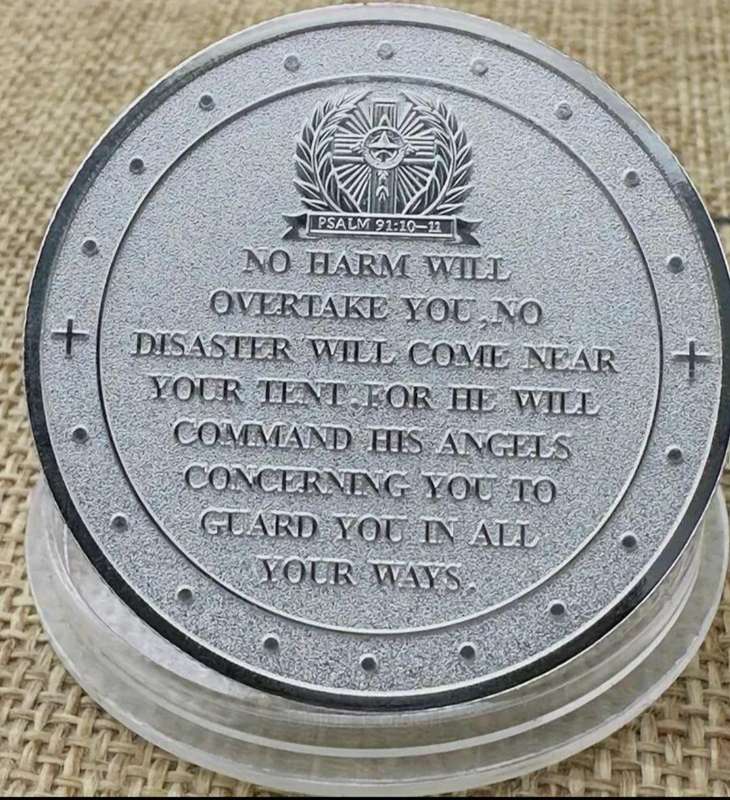 PSALM 91:10-11
NO HARM WILL
OVERTAKE YOU, NO
DISASTER WILL COME NEAR
YOUR TENT. FOR HE WILL
COMMAND HIS ANGELS
CONCERNING YOU TO
GUARD YOU IN ALL
YOUR WAYS.